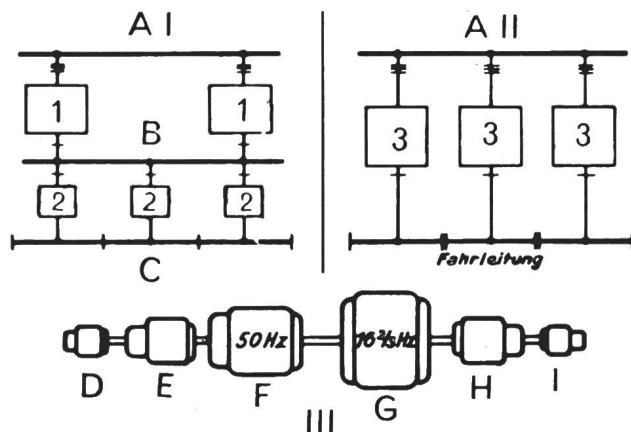 A I
A II
1
1
3
3
3
B
2
2
2
C
Fahrleitung
50Hz
16⅔Hz
D
E
F
G
H
I
III